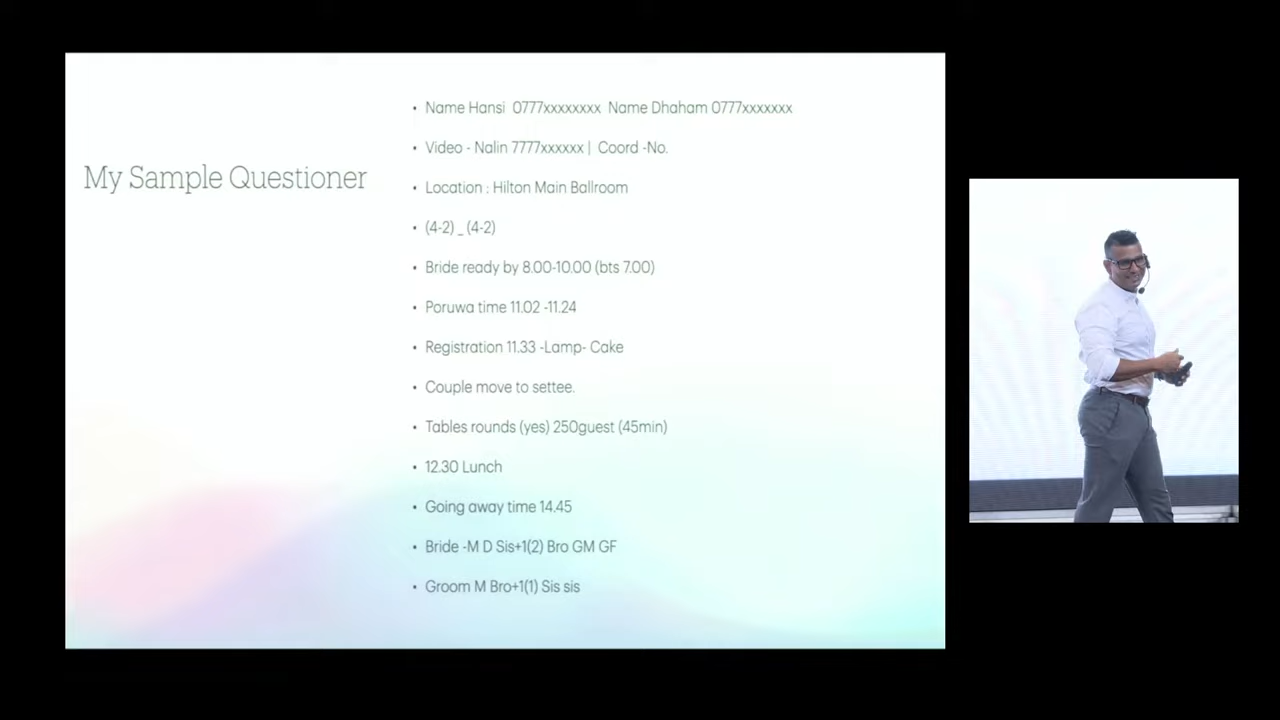 My Sample Questioner
• Name Hansi 0777xxxxxxxx Name Dhaham 0777xxxxxxx
• Video - Nalin 7777xxxxxx | Coord -No.
• Location : Hilton Main Ballroom
• (4-2) _ (4-2)
• Bride ready by 8.00-10.00 (bts 7.00)
• Poruwa time 11.02 -11.24
• Registration 11.33 -Lamp- Cake
• Couple move to settee.
• Tables rounds (yes) 250guest (45min)
• 12.30 Lunch
• Going away time 14.45
• Bride -M D Sis+1(2) Bro GM GF
• Groom M Bro+1(1) Sis sis